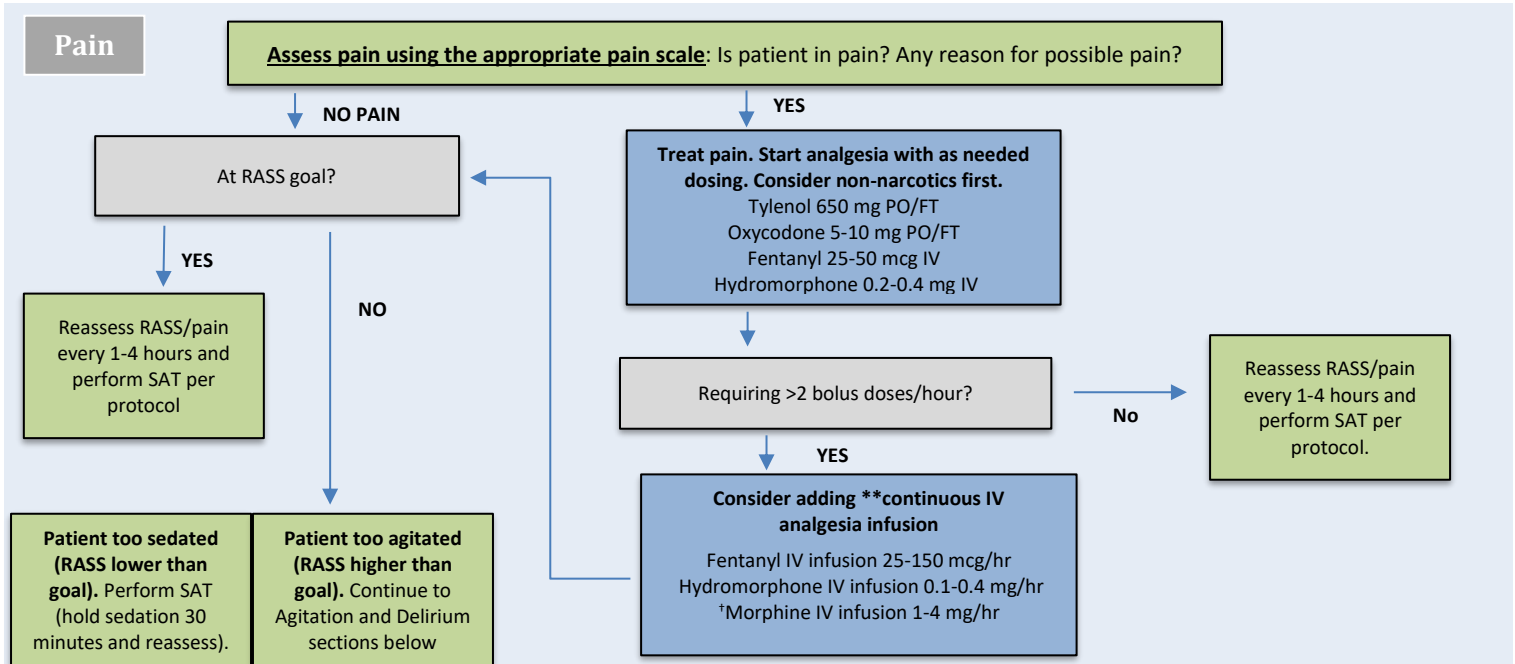 Pain
Assess pain using the appropriate pain scale: Is patient in pain? Any reason for possible pain?
NO PAIN
YES
At RASS goal?
Treat pain. Start analgesia with as needed
dosing. Consider non-narcotics first.
Tylenol 650 mg PO/FT
Oxycodone 5-10 mg PO/FT
Fentanyl 25-50 mcg IV
Hydromorphone 0.2-0.4 mg IV
YES
NO
Reassess RASS/pain
every 1-4 hours and
perform SAT per
protocol
Requiring >2 bolus doses/hour?
No
Reassess RASS/pain
every 1-4 hours and
perform SAT per
protocol.
YES
Patient too sedated
(RASS lower than
goal). Perform SAT
(hold sedation 30
minutes and reassess).
Patient too agitated
(RASS higher than
goal). Continue to
Agitation and Delirium
sections below
Consider adding **continuous IV
analgesia infusion
Fentanyl IV infusion 25-150 mcg/hr
Hydromorphone IV infusion 0.1-0.4 mg/hr
†Morphine IV infusion 1-4 mg/hr